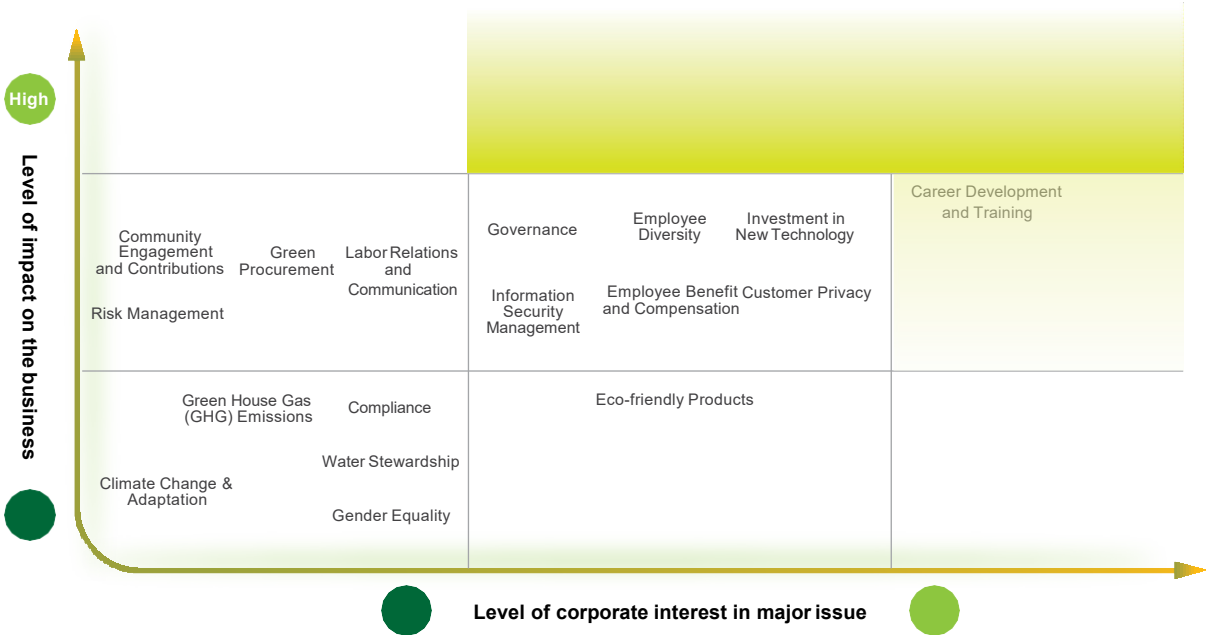 High
Level of impact on the business
Career Development
and Training
Governance
Employee
Diversity
Investment in
New Technology
Community
Engagement
and Contributions
Green
Procurement
Labor Relations
and
Communication
Risk Management
Information
Security
Management
Employee Benefit
and Compensation
Customer Privacy
Green House Gas
(GHG) Emissions
Compliance
Eco-friendly Products
Water Stewardship
Climate Change &
Adaptation
Gender Equality
Level of corporate interest in major issue